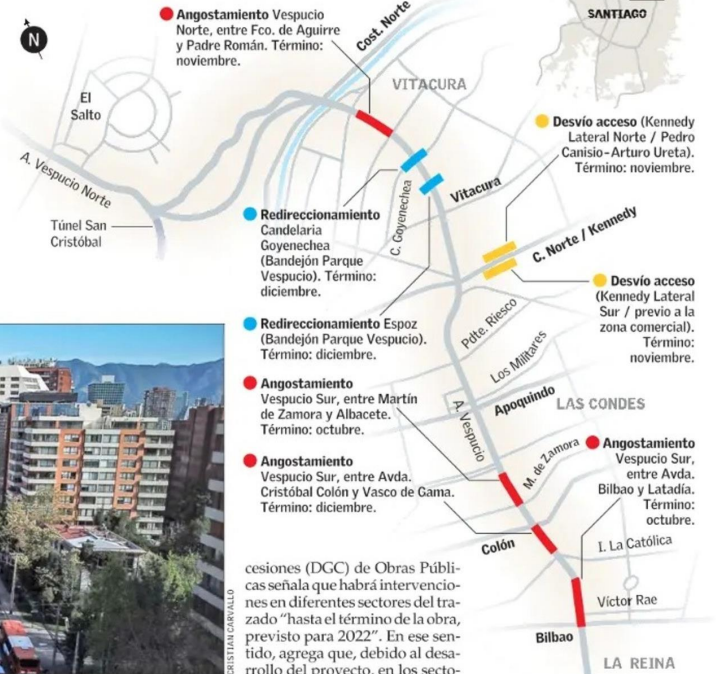 Angostamiento Vespucio
Norte, entre Fco. de Aguirre
y Padre Román. Término:
noviembre.
Cost. Norte
SANTIAGO
N
VITACURA
El
Salto
Desvío acceso (Kennedy
Lateral Norte / Pedro
Canisio-Arturo Ureta).
Término: noviembre.
A. Vespucio Norte
Túnel San
Cristóbal
C. Goyenechea
Vitacura
C. Norte / Kennedy
Redireccionamiento
Candelaria
Goyenechea
(Bandejón Parque
Vespucio). Término:
diciembre.
Desvío acceso
(Kennedy Lateral
Sur / previo a la
zona comercial).
Término:
noviembre.
Redireccionamiento Espoz
(Bandejón Parque Vespucio).
Término: diciembre.
Pdte. Riesco
Los Militares
Apoquindo
LAS CONDES
A. Vespucio
Angostamiento
Vespucio Sur, entre Martín
de Zamora y Albacete.
Término: octubre.
M. de Zamora
Angostamiento
Vespucio Sur,
entre Avda.
Bilbao y Latadía.
Término:
octubre.
Angostamiento
Vespucio Sur, entre Avda.
Cristóbal Colón y Vasco de Gama.
Término: diciembre.
Colón
I. La Católica
Víctor Rae
Bilbao
LA REINA
CRISTIAN CARVALLO
cesiones (DGC) de Obras Públi-
cas señala que habrá intervencio-
nes en diferentes sectores del tra-
zado “hasta el término de la obra,
previsto para 2022”. En ese sen-
tido, agrega que, debido al desa-
rrollo del proyecto, en los secto-